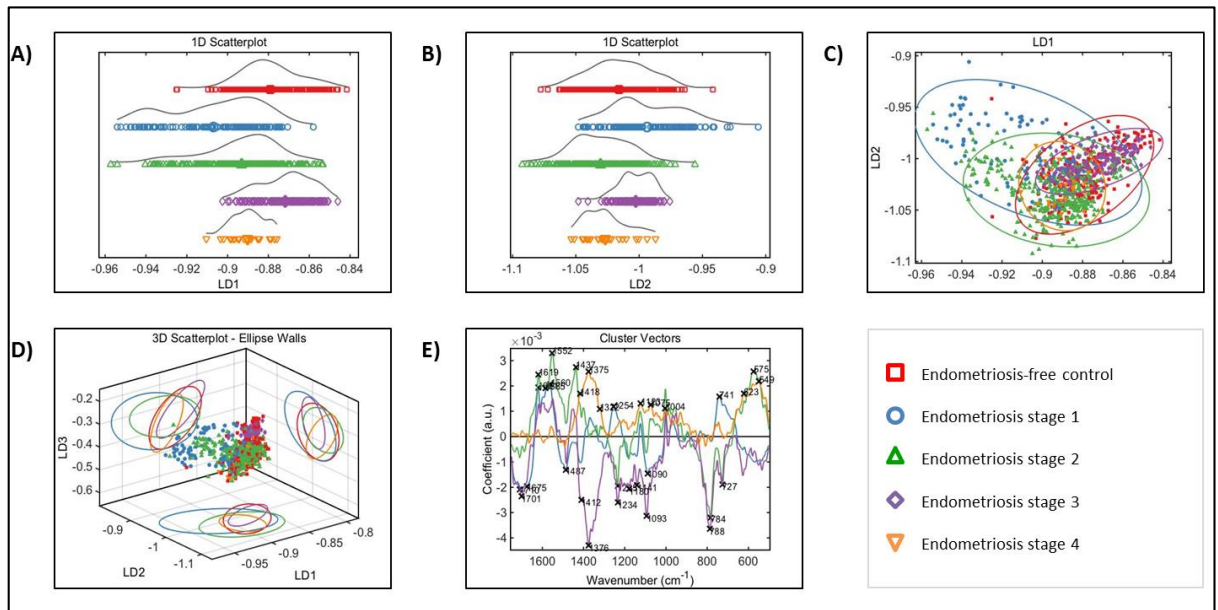 A)
1D Scatterplot
-0.96 -0.94 -0.92 -0.9 -0.88 -0.86 -0.84
LD1
B)
1D Scatterplot
-1.1 -1.05 -1 -0.95 -0.9
LD2
C)
LD1
-0.9
-0.95
-1
-1.05
-1.1
LD2
-0.96 -0.94 -0.92 -0.9 -0.88 -0.86 -0.84
D)
3D Scatterplot - Ellipse Walls
-0.2
-0.3
-0.4
-0.5
-0.6
LD3
-0.9
-1
-1.1
LD2
-0.95
-0.9
-0.85
-0.8
LD1
E)
Cluster Vectors
×10⁻³
3
2
1
0
-1
-2
-3
-4
Coefficient (a.u.)
1552
1619
1437
1375
1418
1254
1004
741
623
575
549
1487
1675
1701
1412
1376
1234
1180
1141
1090
1093
727
784
788
1600 1400 1200 1000 800 600
Wavenumber (cm⁻¹)
Endometriosis-free control
Endometriosis stage 1
Endometriosis stage 2
Endometriosis stage 3
Endometriosis stage 4